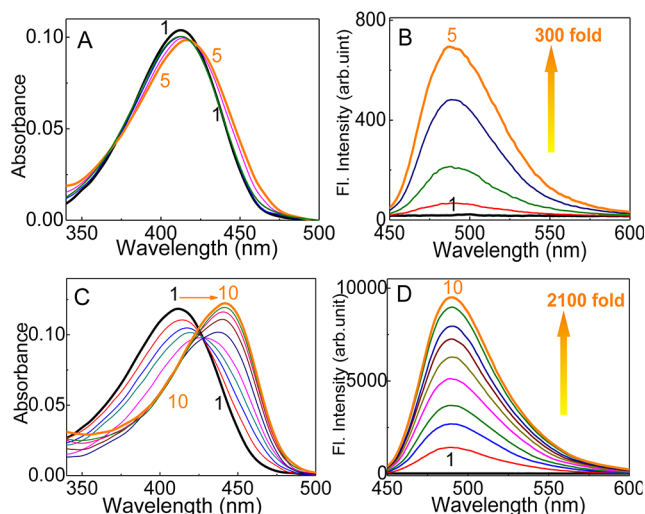 A
1
5
5
1
0.10
0.05
0.00
Absorbance
350 400 450 500
Wavelength (nm)
B
5
300 fold
1
800
400
0
Fl. Intensity (arb.uint)
450 500 550 600
Wavelength (nm)
C
1
10
10
1
0.10
0.05
0.00
Absorbance
350 400 450 500
Wavelength (nm)
D
10
2100 fold
1
10000
5000
0
Fl. Intensity (arb.unit)
450 500 550 600
Wavelength (nm)